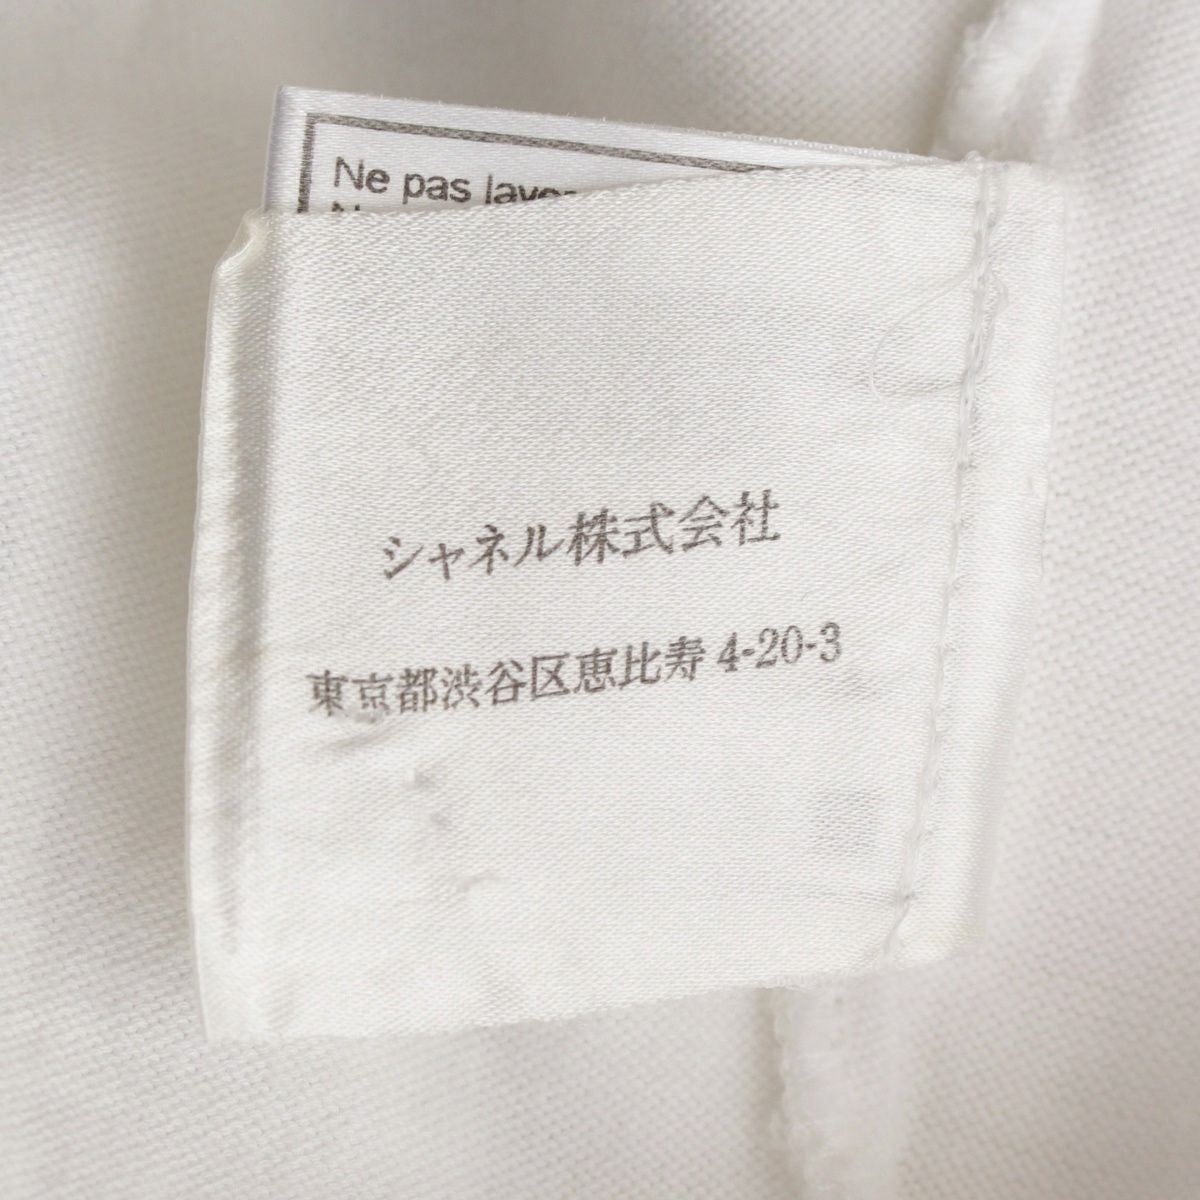 Ne pas laver
シャネル株式会社
東京都渋谷区恵比寿4-20-3